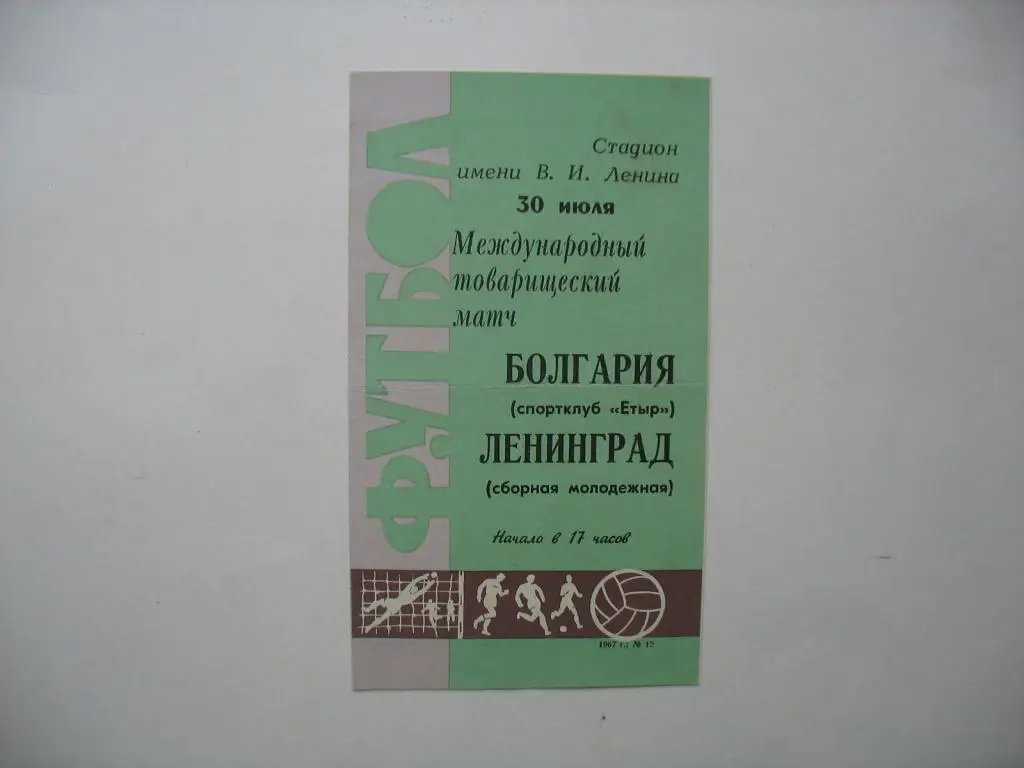 ФУТБОЛ
Стадион
имени В. И. Ленина
30 июля
Международный
товарищеский
матч
БОЛГАРИЯ
(спортклуб «Етыр»)
ЛЕНИНГРАД
(сборная молодежная)
Начало в 17 часов
1967 г.; № 12